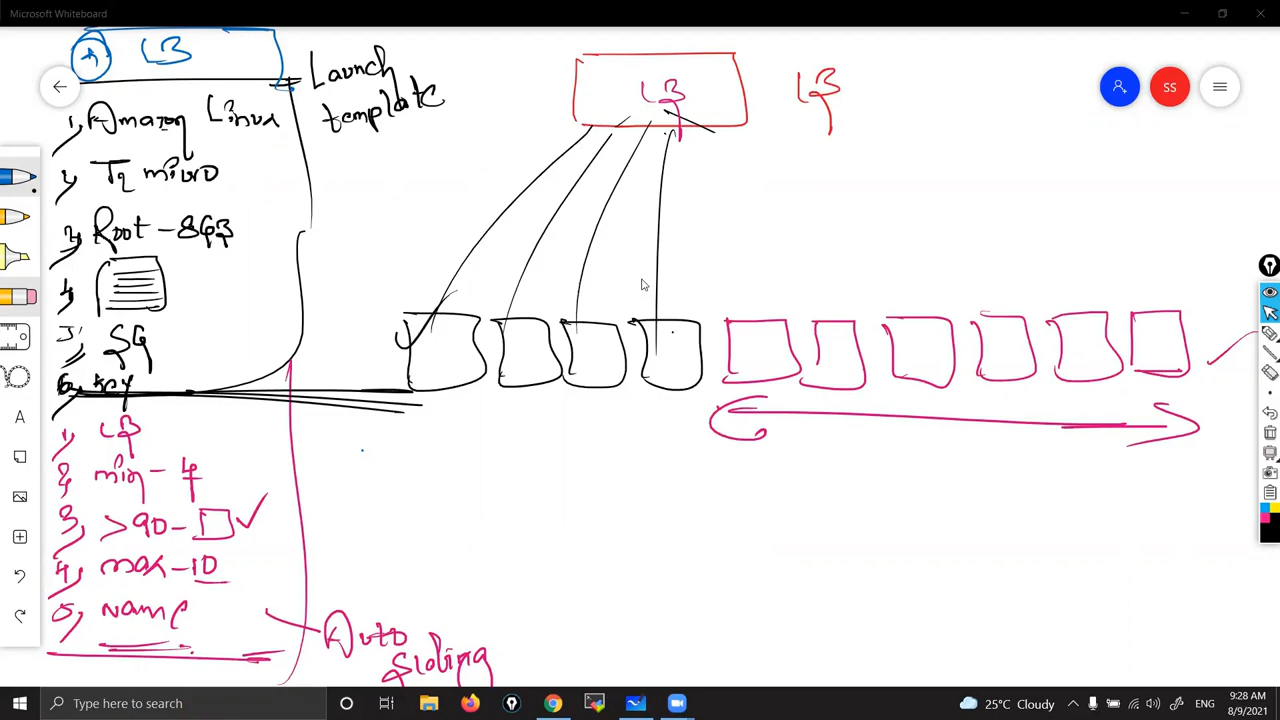 Microsoft Whiteboard
LB
Launch
template
1, Amazon Linux
2, T2 micro
3, Root - 8GB
4,
5, SG
6, key
1, LB
2, min - 4
3, >90 -
4, max - 10
5, Name
Auto
Scaling
LB
LB
SS
A
Type here to search
25°C Cloudy
9:28 AM
8/9/2021